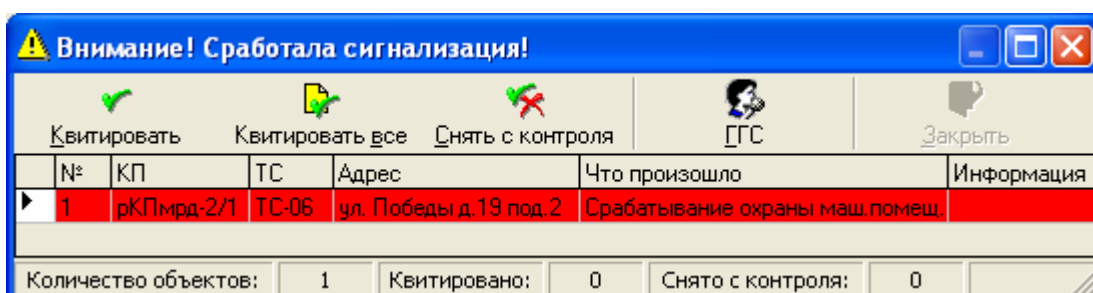 Внимание! Сработала сигнализация!
Квитировать Квитировать все Снять с контроля ГГС Закрыть
№ КП ТС Адрес Что произошло Информация
1 рКПмрд-2/1 ТС-06 ул. Победы д.19 под.2 Срабатывание охраны маш.помещ.
Количество объектов: 1 Квитировано: 0 Снято с контроля: 0